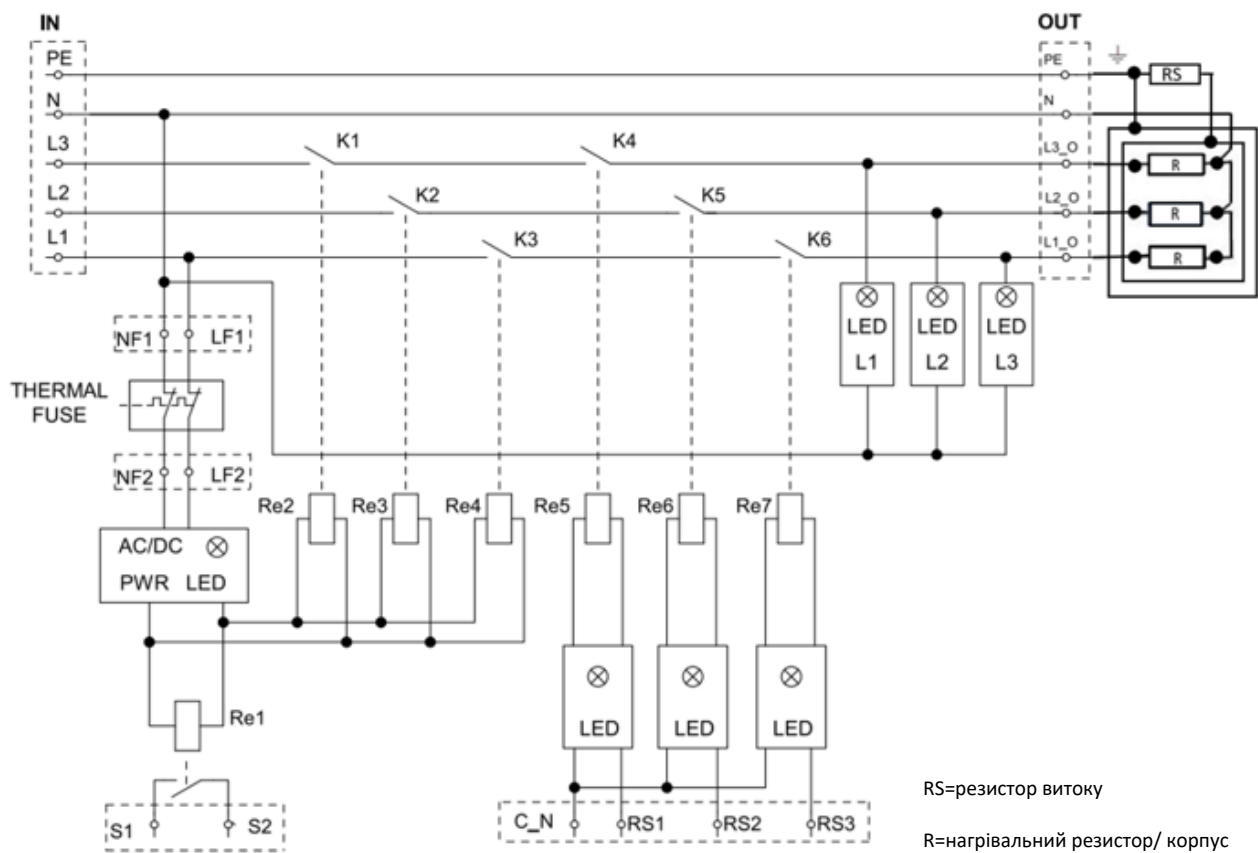 IN
OUT
PE
PE
RS
N
N
L3
K1
K4
L3_O
R
L2
K2
K5
L2_O
R
L1
K3
K6
L1_O
R
NF1
LF1
LED
LED
LED
L1
L2
L3
THERMAL
FUSE
NF2
LF2
Re2
Re3
Re4
Re5
Re6
Re7
AC/DC
PWR LED
Re1
LED
LED
LED
S1
S2
C_N
RS1
RS2
RS3
RS=резистор витоку
R=нагрівальний резистор/ корпус